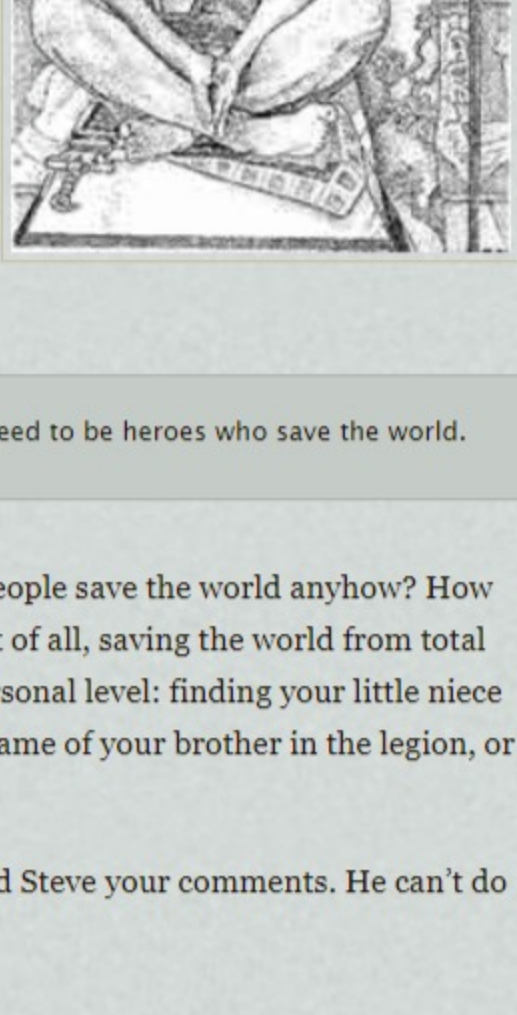 eed to be heroes who save the world.
eople save the world anyhow? How
t of all, saving the world from total
sonal level: finding your little niece
ame of your brother in the legion, or
d Steve your comments. He can’t do